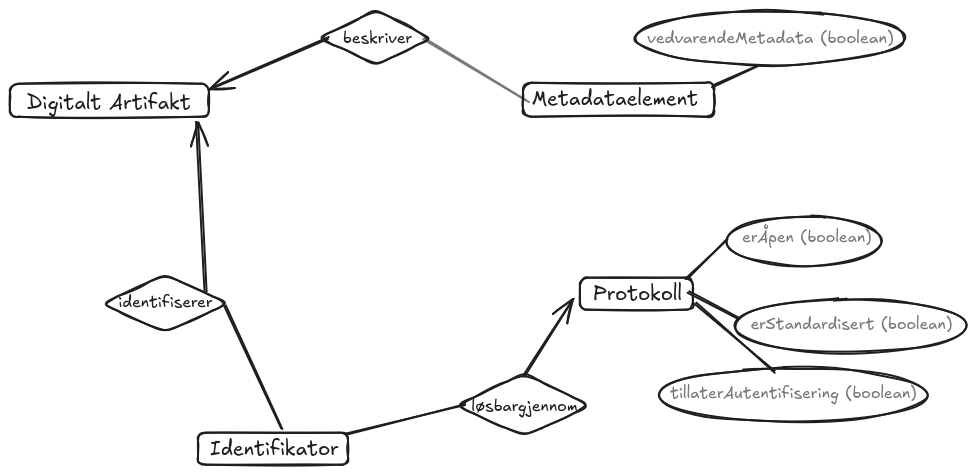 beskriver
vedvarendeMetadata (boolean)
Digitalt Artifakt
Metadataelement
erÅpen (boolean)
identifiserer
Protokoll
erStandardisert (boolean)
tillaterAutentifisering (boolean)
løsbargjennom
Identifikator